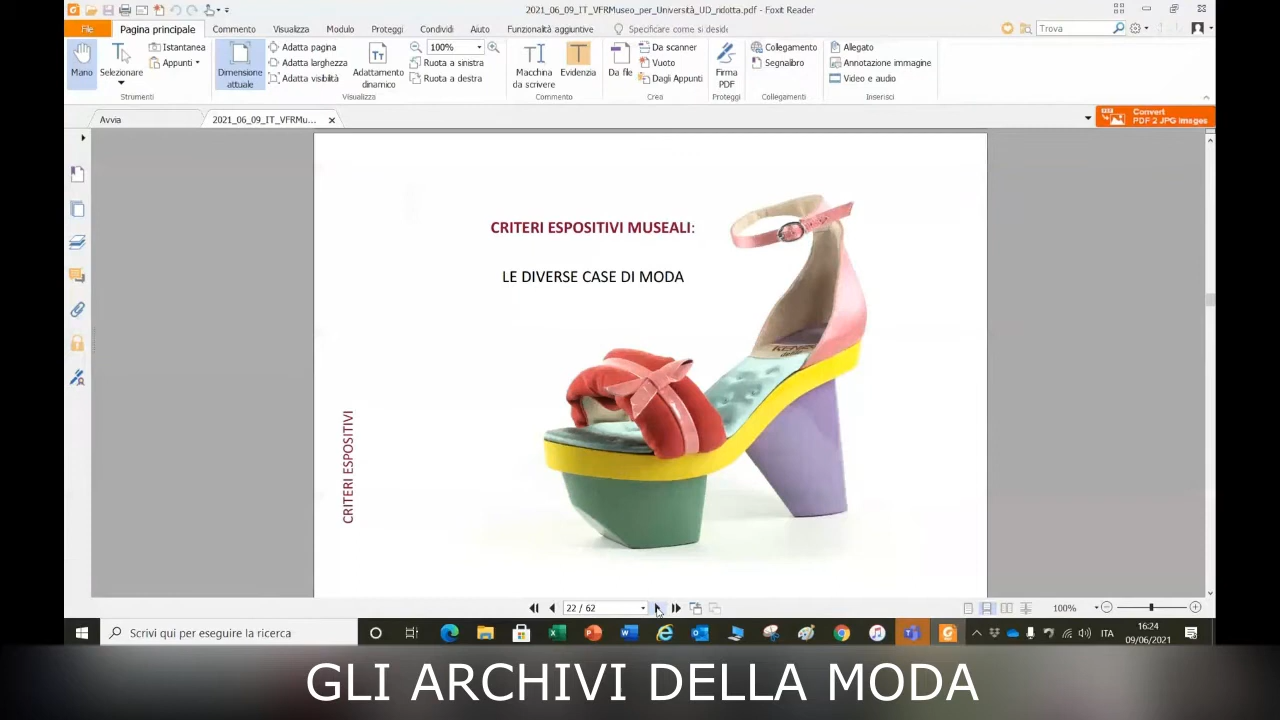 2021_06_09_IT_VFRMuseo_per_Università_UD_ndotta.pdf - Foxit Reader
File
Pagina principale
Commento
Visualizza
Modulo
Proteggi
Condividi
Aiuto
Funzionalità aggiuntive
Specificare come si desid
Trova
Mano
Selezionare
Istantanea
Appunti
Strumenti
Dimensione attuale
Adatta pagina
Adatta larghezza
Adatta visibilità
Adattamento dinamico
100%
Ruota a sinistra
Ruota a destra
Visualizza
Macchina da scrivere
Evidenzia
Commento
Da file
Da scanner
Vuoto
Dagli Appunti
Crea
Firma PDF
Proteggi
Collegamento
Segnalibro
Collegamenti
Allegato
Annotazione immagine
Video e audio
Inserisci
Avvia
2021_06_09_IT_VFRMu...
Convert
PDF 2 JPG Images
CRITERI ESPOSITIVI MUSEALI:
LE DIVERSE CASE DI MODA
CRITERI ESPOSITIVI
22 / 62
100%
Scrivi qui per eseguire la ricerca
ITA
16:24
09/06/2021
GLI ARCHIVI DELLA MODA